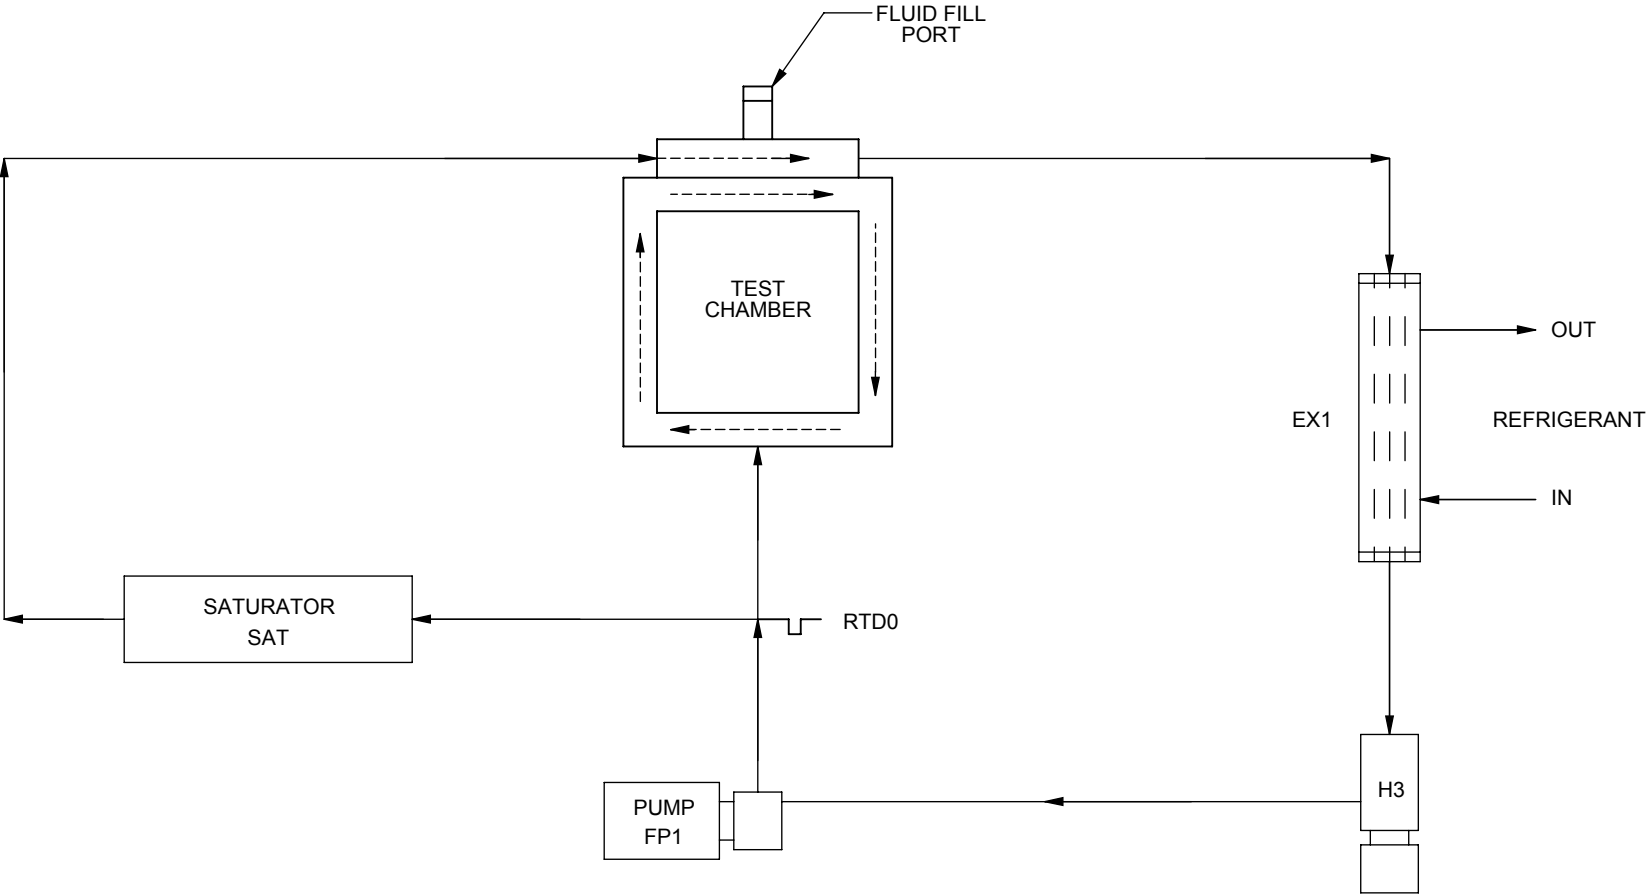 FLUID FILL
PORT
TEST
CHAMBER
OUT
EX1
REFRIGERANT
IN
SATURATOR
SAT
RTD0
H3
PUMP
FP1